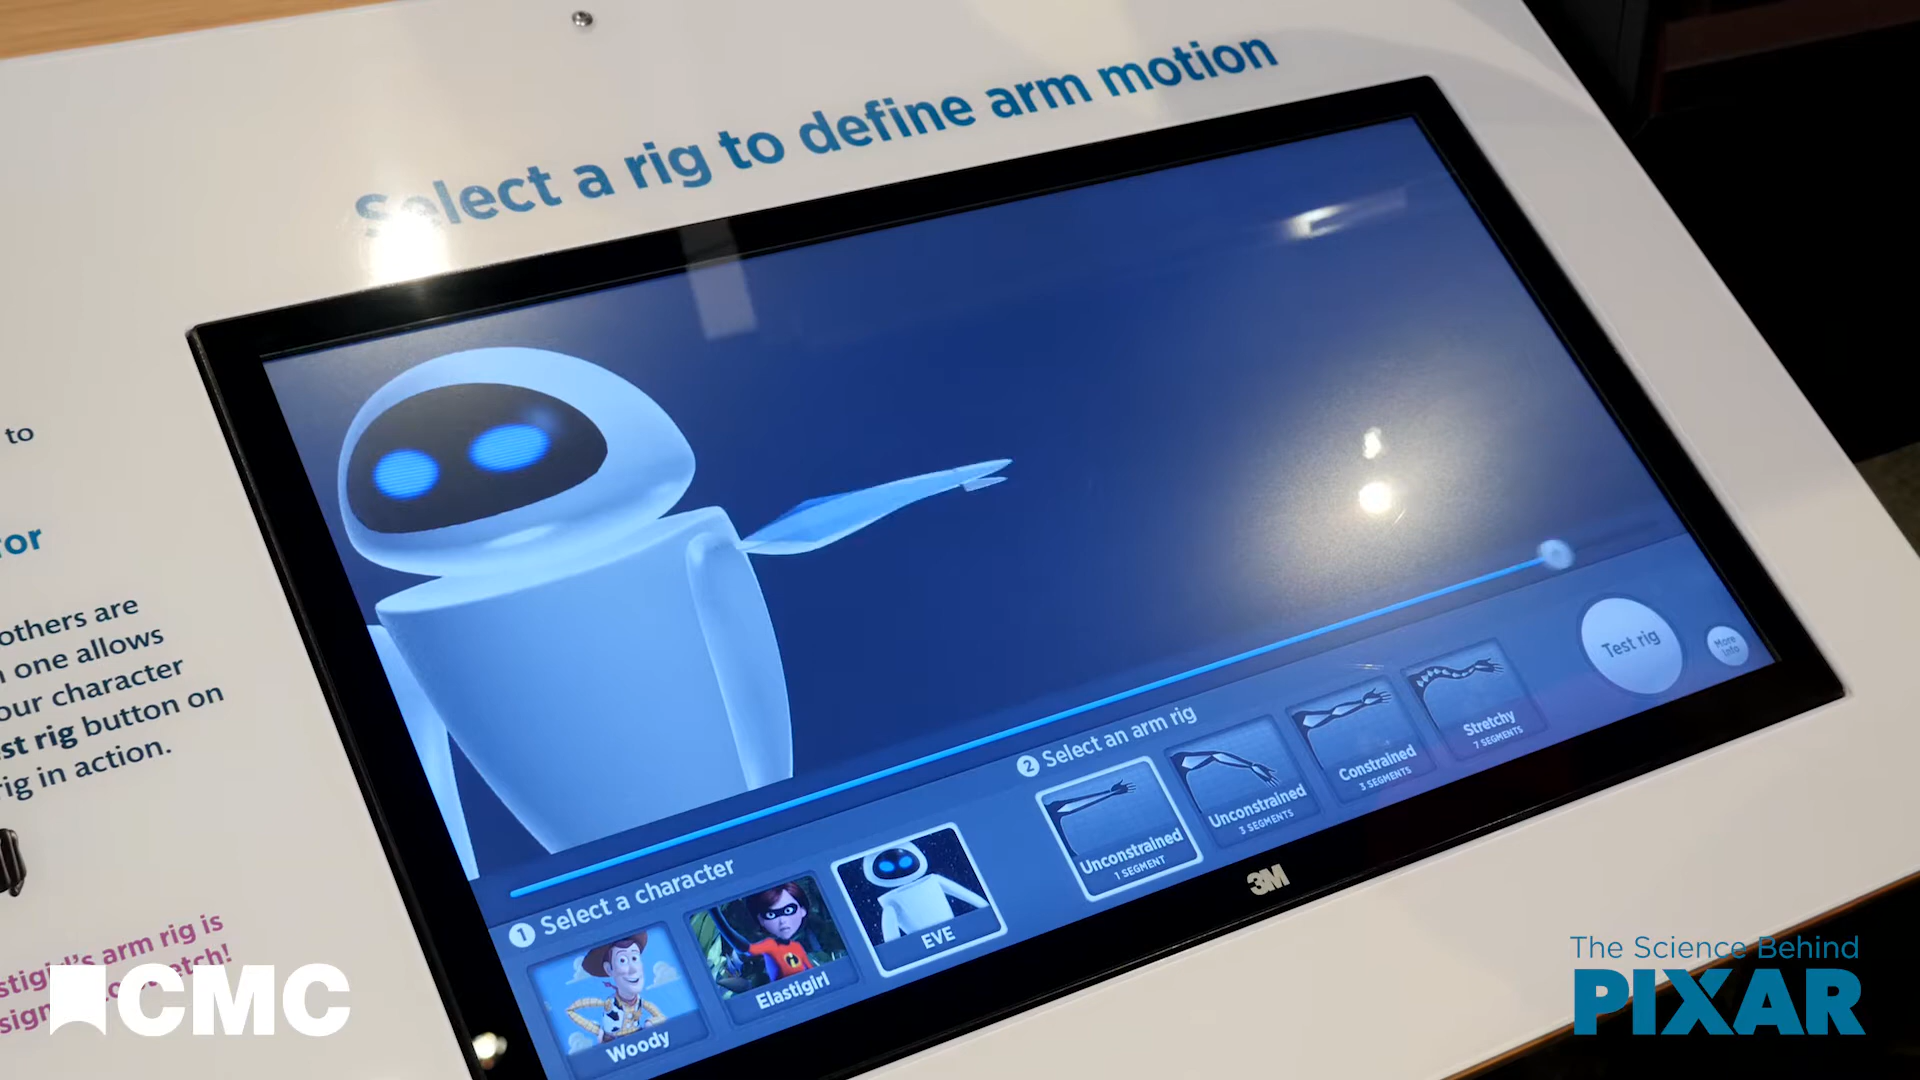 Select a rig to define arm motion
to
for
others are
one allows
our character
st rig button on
rig in action.
stigirl's arm rig is
1 Select a character
Woody
Elastigirl
EVE
2 Select an arm rig
Unconstrained
1 SEGMENT
Unconstrained
3 SEGMENTS
Constrained
3 SEGMENTS
Stretchy
7 SEGMENTS
Test rig
More
Info
3M
CMC
The Science Behind
PIXAR